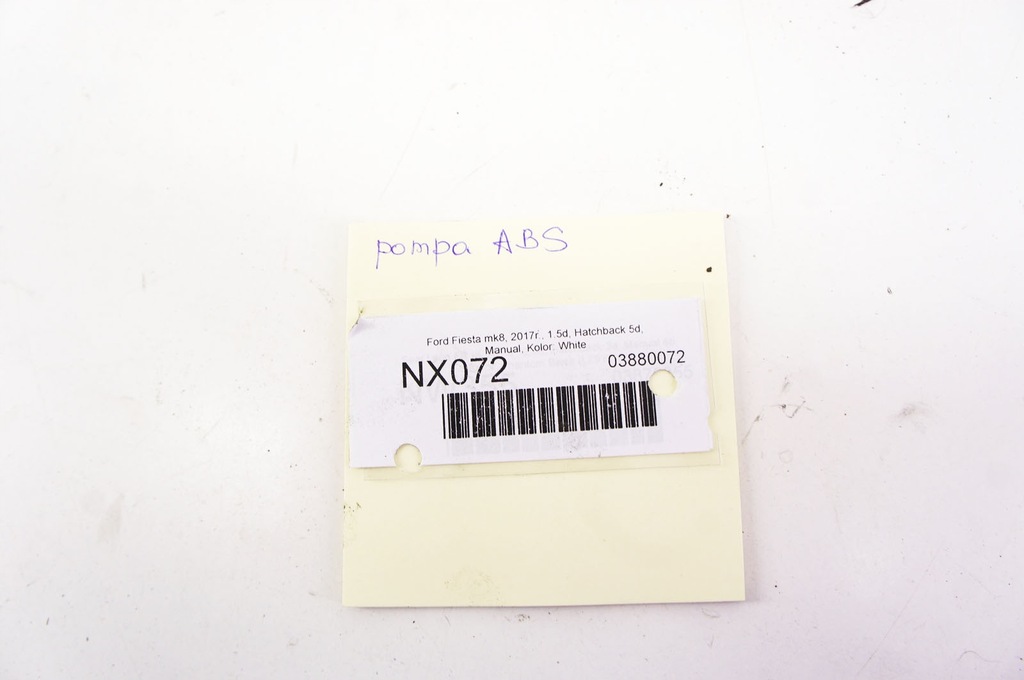 pompa ABS
Ford Fiesta mk8, 2017r., 1.5d, Hatchback 5d,
Manual, Kolor: White
NX072 03880072